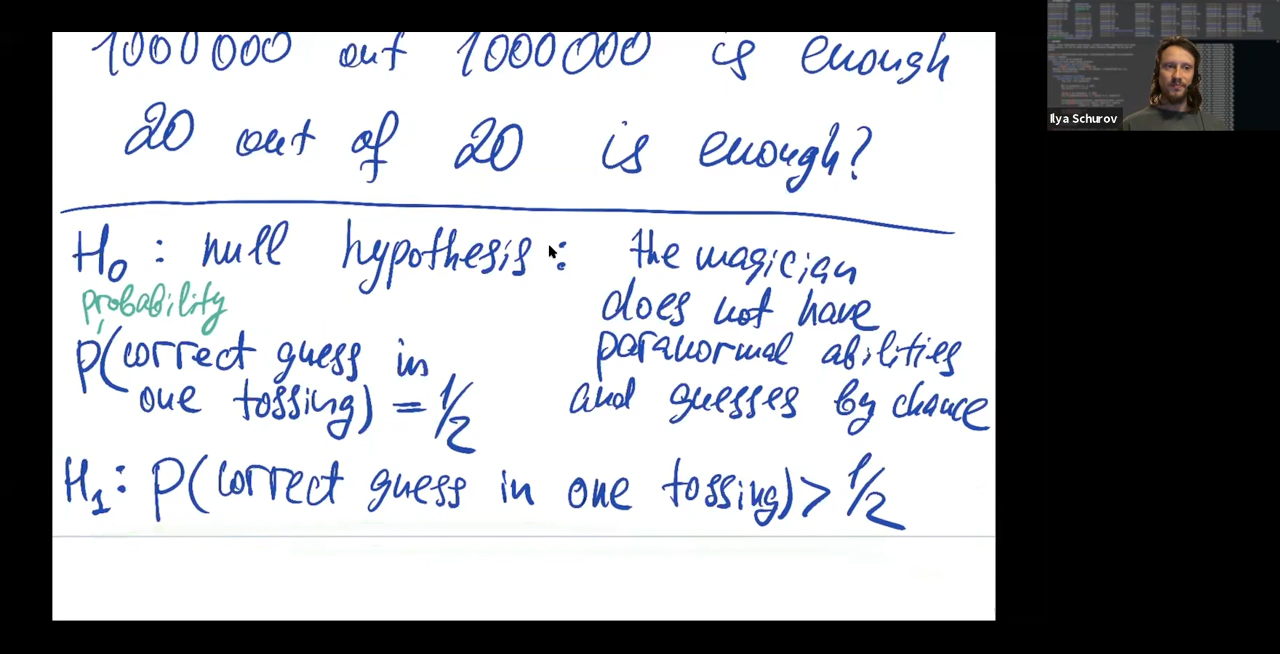 1000000 out 1000000 is enough
20 out of 20 is enough?
H0 : null hypothesis : the magician
does not have
paranormal abilities
and guesses by chance
probability
P(correct guess in
one tossing) = 1/2
H1 : P(correct guess in one tossing) > 1/2
Ilya Schurov